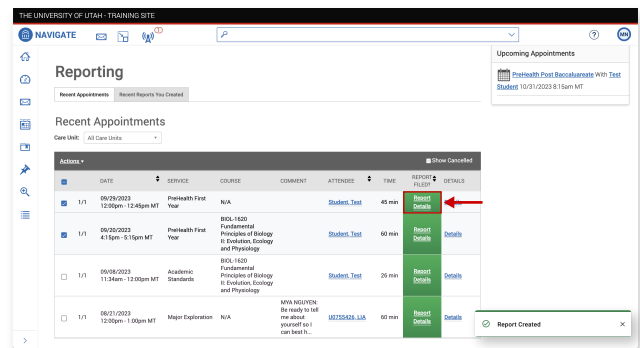 THE UNIVERSITY OF UTAH - TRAINING SITE
NAVIGATE
1
?
MN
Upcoming Appointments
PreHealth Post Baccaluareate With Test
Student 10/31/2023 8:15am MT
Reporting
Recent Appointments Recent Reports You Created
Recent Appointments
Care Unit: All Care Units
Actions
Show Cancelled
DATE SERVICE COURSE COMMENT ATTENDEE TIME REPORT FILED? DETAILS
1/1 09/29/2023 12:00pm - 12:45pm MT PreHealth First Year N/A Student, Test 45 min Report Details
1/1 09/20/2023 4:15pm - 5:15pm MT PreHealth First Year BIOL-1620 Fundamental Principles of Biology II: Evolution, Ecology and Physiology Student, Test 60 min Report Details Details
1/1 09/08/2023 11:34am - 12:00pm MT Academic Standards BIOL-1620 Fundamental Principles of Biology II: Evolution, Ecology and Physiology Student, Test 26 min Report Details Details
1/1 08/21/2023 12:00pm - 1:00pm MT Major Exploration N/A MYA NGUYEN: Be ready to tell me about yourself so I can best h... U0755426, LIA 60 min Report Details Details
Report Created